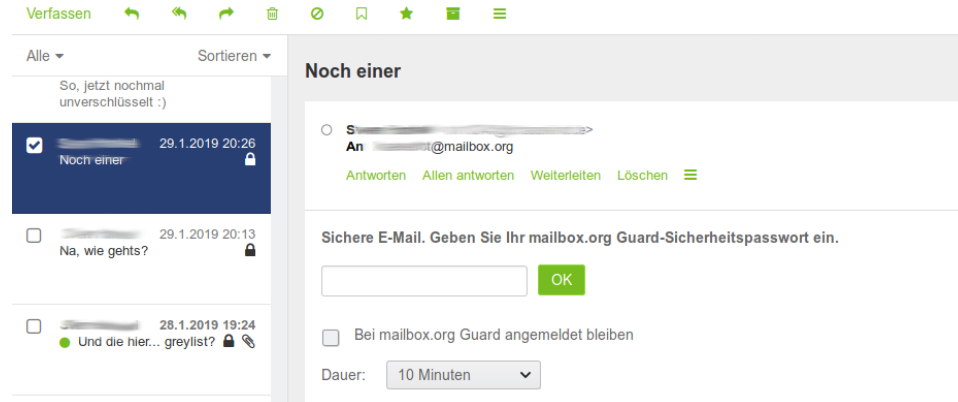 Verfassen
Alle Sortieren
So, jetzt nochmal
unverschlüsselt :)
29.1.2019 20:26
Noch einer
29.1.2019 20:13
Na, wie gehts?
28.1.2019 19:24
Und die hier... greylist?
Noch einer
S >
An @mailbox.org
Antworten Allen antworten Weiterleiten Löschen
Sichere E-Mail. Geben Sie Ihr mailbox.org Guard-Sicherheitspasswort ein.
OK
Bei mailbox.org Guard angemeldet bleiben
Dauer: 10 Minuten